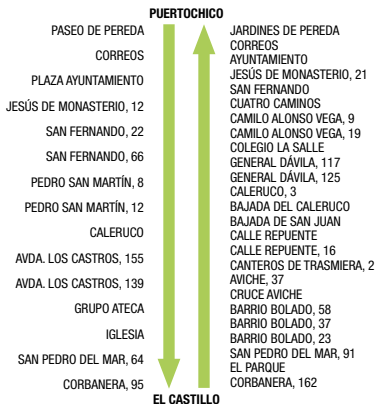 PUERTOCHICO
PASEO DE PEREDA
CORREOS
PLAZA AYUNTAMIENTO
JESÚS DE MONASTERIO, 12
SAN FERNANDO, 22
SAN FERNANDO, 66
PEDRO SAN MARTÍN, 8
PEDRO SAN MARTÍN, 12
CALERUCO
AVDA. LOS CASTROS, 155
AVDA. LOS CASTROS, 139
GRUPO ATECA
IGLESIA
SAN PEDRO DEL MAR, 64
CORBANERA, 95
JARDINES DE PEREDA
CORREOS
AYUNTAMIENTO
JESÚS DE MONASTERIO, 21
SAN FERNANDO
CUATRO CAMINOS
CAMILO ALONSO VEGA, 9
CAMILO ALONSO VEGA, 19
COLEGIO LA SALLE
GENERAL DÁVILA, 117
GENERAL DÁVILA, 125
CALERUCO, 3
BAJADA DEL CALERUCO
BAJADA DE SAN JUAN
CALLE REPUENTE
CALLE REPUENTE, 16
CANTEROS DE TRASMIERA, 2
AVICHE, 37
CRUCE AVICHE
BARRIO BOLADO, 58
BARRIO BOLADO, 37
BARRIO BOLADO, 23
SAN PEDRO DEL MAR, 91
EL PARQUE
CORBANERA, 162
EL CASTILLO